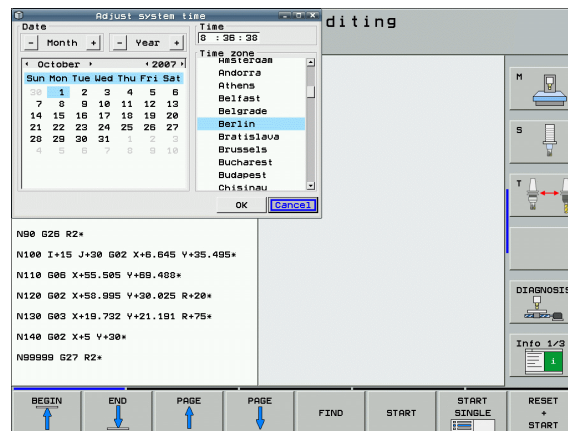 Adjust system time
diting
Date
Time
- Month + - Year +
8 :36:38
Time zone
October 2007
Amsterdam
Sun Mon Tue Wed Thu Fri Sat
30 1 2 3 4 5 6
7 8 9 10 11 12 13
14 15 16 17 18 19 20
21 22 23 24 25 26 27
28 29 30 31 1 2 3
4 5 6 7 8 9 10
Andorra
Athens
Belfast
Belgrade
Berlin
Bratislava
Brussels
Bucharest
Budapest
Chisinau
OK Cancel
N90 G26 R2*
N100 I+15 J+30 G02 X+6.645 Y+35.495*
N110 G06 X+55.505 Y+69.488*
N120 G02 X+58.995 Y+30.025 R+20*
N130 G03 X+19.732 Y+21.191 R+75*
N140 G02 X+5 Y+30*
N99999 G27 R2*
M
S
T
DIAGNOSIS
Info 1/3
i
BEGIN
END
PAGE
PAGE
FIND
START
START
SINGLE
RESET
+
START